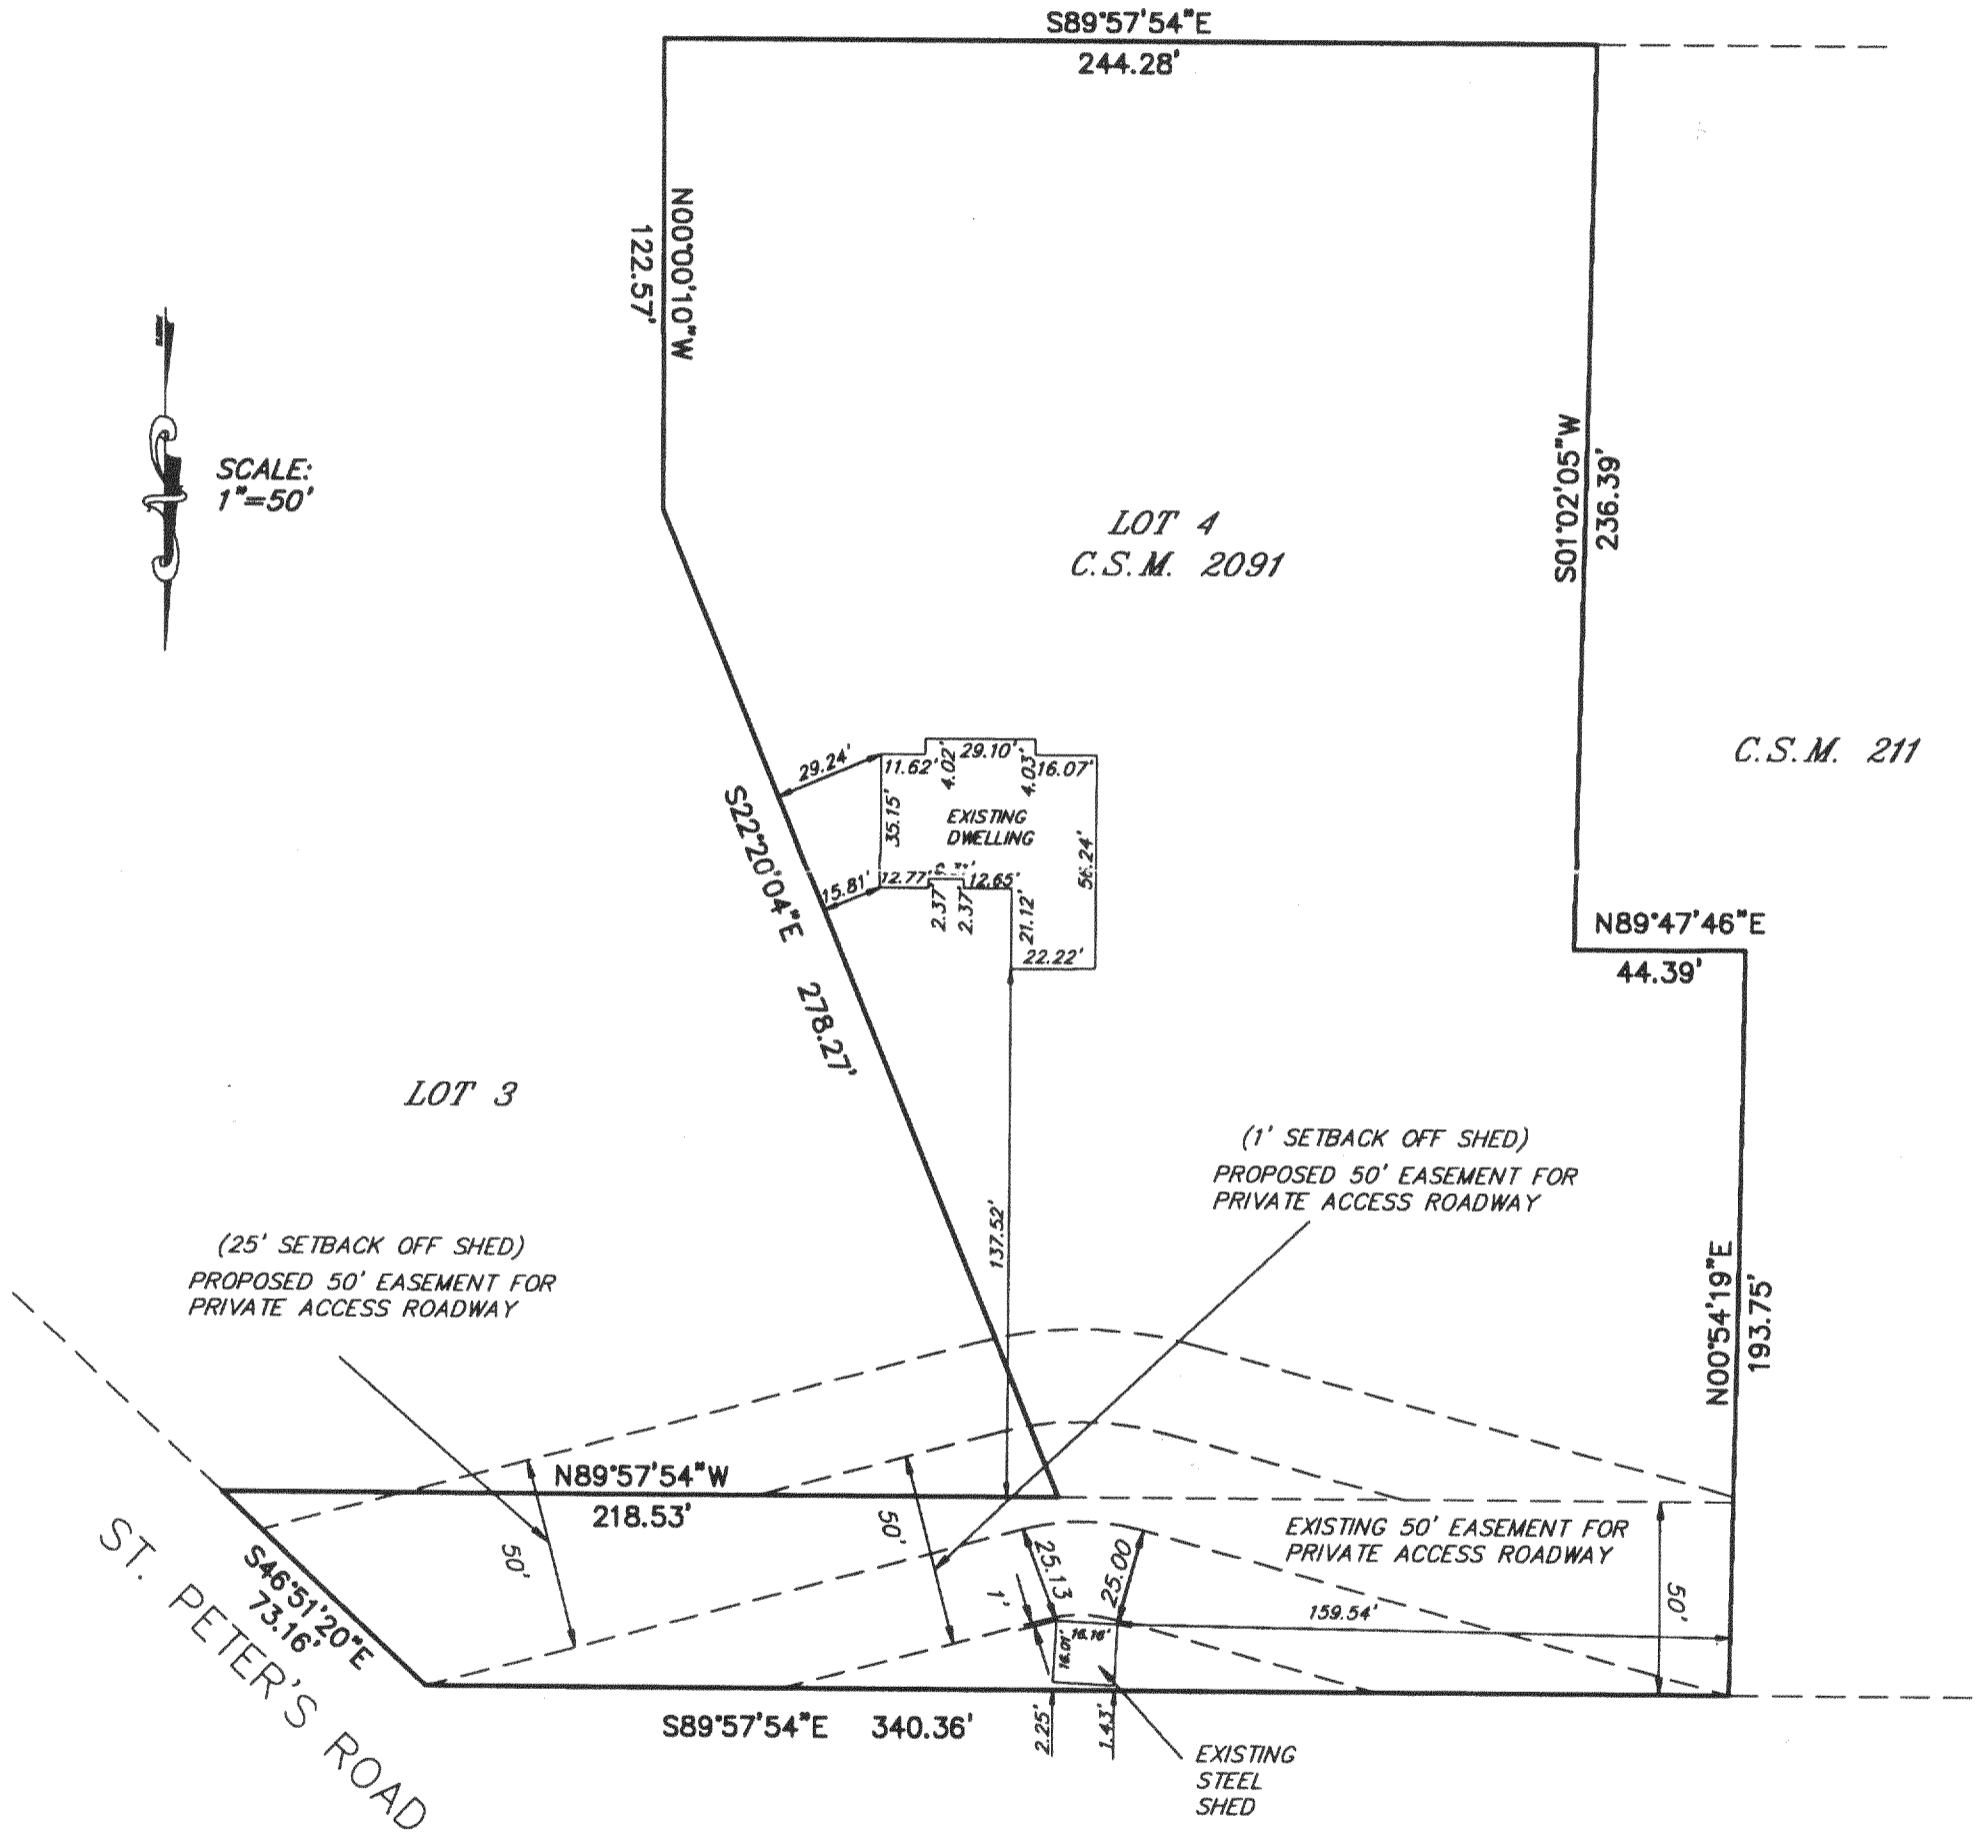 S89°57'54"E
244.28'
N00°00'10"W
122.57'
SCALE:
1"=50'
LOT 4
C.S.M. 2091
S01°02'05"W
236.39'
C.S.M. 211
29.24'
11.62'
4.02'
29.10'
4.03'
16.07'
35.15'
EXISTING
DWELLING
56.24'
15.81'
12.77'
12.65'
2.37'
2.37'
21.12'
22.22'
S22°20'04"E 278.27'
N89°47'46"E
44.39'
LOT 3
(1' SETBACK OFF SHED)
PROPOSED 50' EASEMENT FOR
PRIVATE ACCESS ROADWAY
137.52'
(25' SETBACK OFF SHED)
PROPOSED 50' EASEMENT FOR
PRIVATE ACCESS ROADWAY
N00°54'19"E
193.75'
N89°57'54"W
218.53'
50'
50'
EXISTING 50' EASEMENT FOR
PRIVATE ACCESS ROADWAY
50'
25.13
25.00
1'
159.54'
16.16'
16.01'
S46°51'20"E
73.16'
ST. PETER'S ROAD
S89°57'54"E 340.36'
2.25'
1.43'
EXISTING
STEEL
SHED